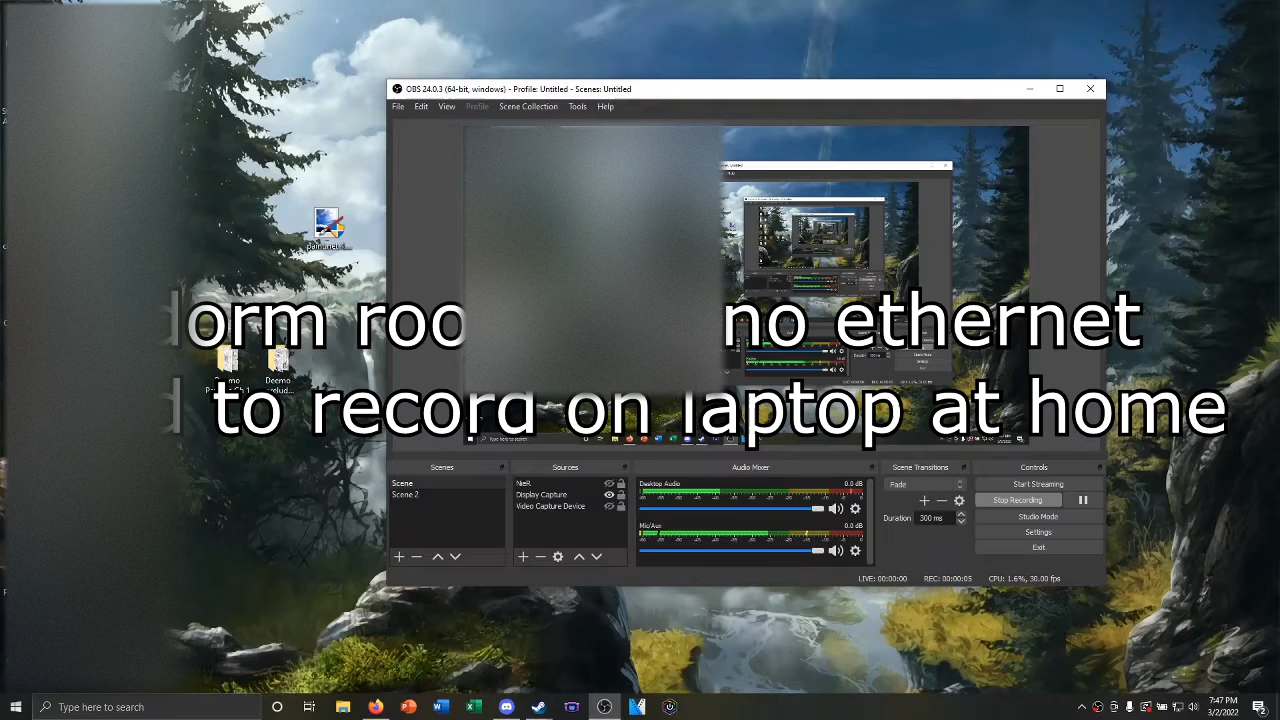 OBS 24.0.3 (64-bit, windows) - Profile: Untitled - Scenes: Untitled
File Edit View Profile Scene Collection Tools Help
no ethernet
to record on laptop at home
Deemo
Scenes
Sources
Audio Mixer
Scene Transitions
Controls
Scene
Scene 2
NieR
Display Capture
Video Capture Device
Desktop Audio 0.0 dB
Mic/Aux 0.0 dB
Fade
Duration 300 ms
Start Streaming
Stop Recording
Studio Mode
Settings
Exit
LIVE: 00:00:00 REC: 00:00:05 CPU: 1.6%, 30.00 fps
Type here to search
7:47 PM
3/2/2022